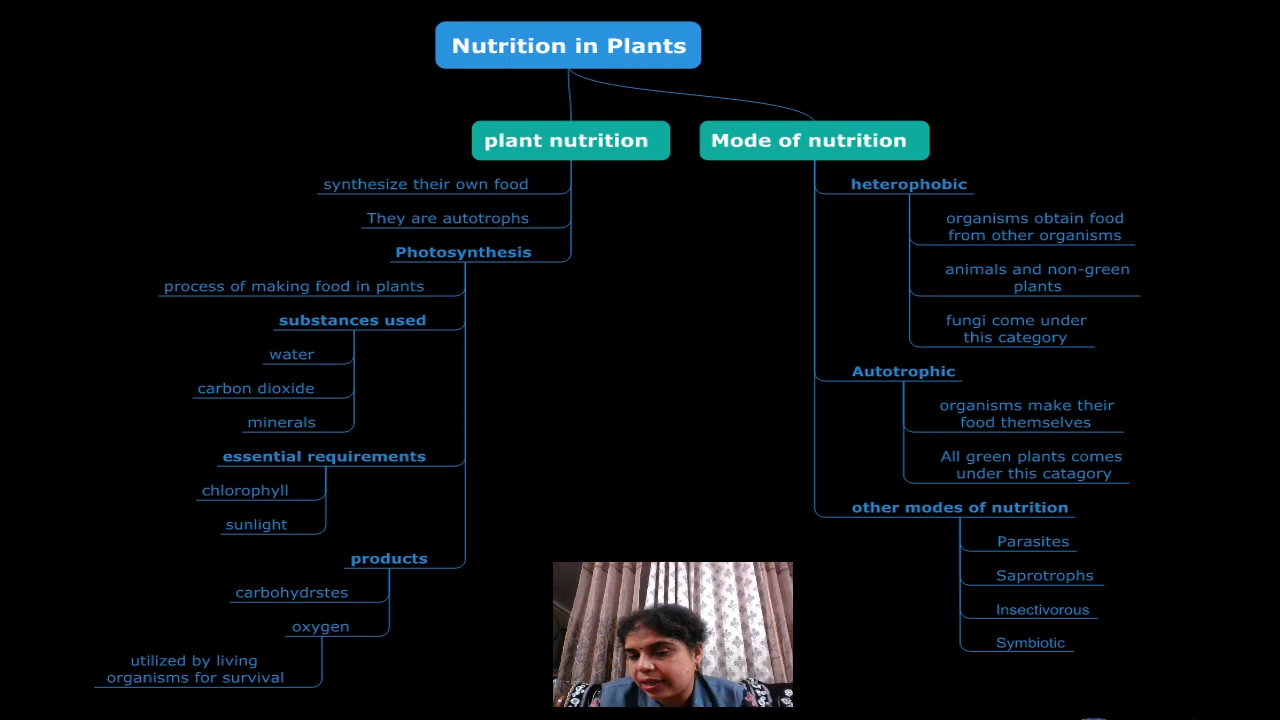 Nutrition in Plants
plant nutrition
synthesize their own food
They are autotrophs
Photosynthesis
process of making food in plants
substances used
water
carbon dioxide
minerals
essential requirements
chlorophyll
sunlight
products
carbohydrstes
oxygen
utilized by living
organisms for survival
Mode of nutrition
heterophobic
organisms obtain food
from other organisms
animals and non-green
plants
fungi come under
this category
Autotrophic
organisms make their
food themselves
All green plants comes
under this catagory
other modes of nutrition
Parasites
Saprotrophs
Insectivorous
Symbiotic